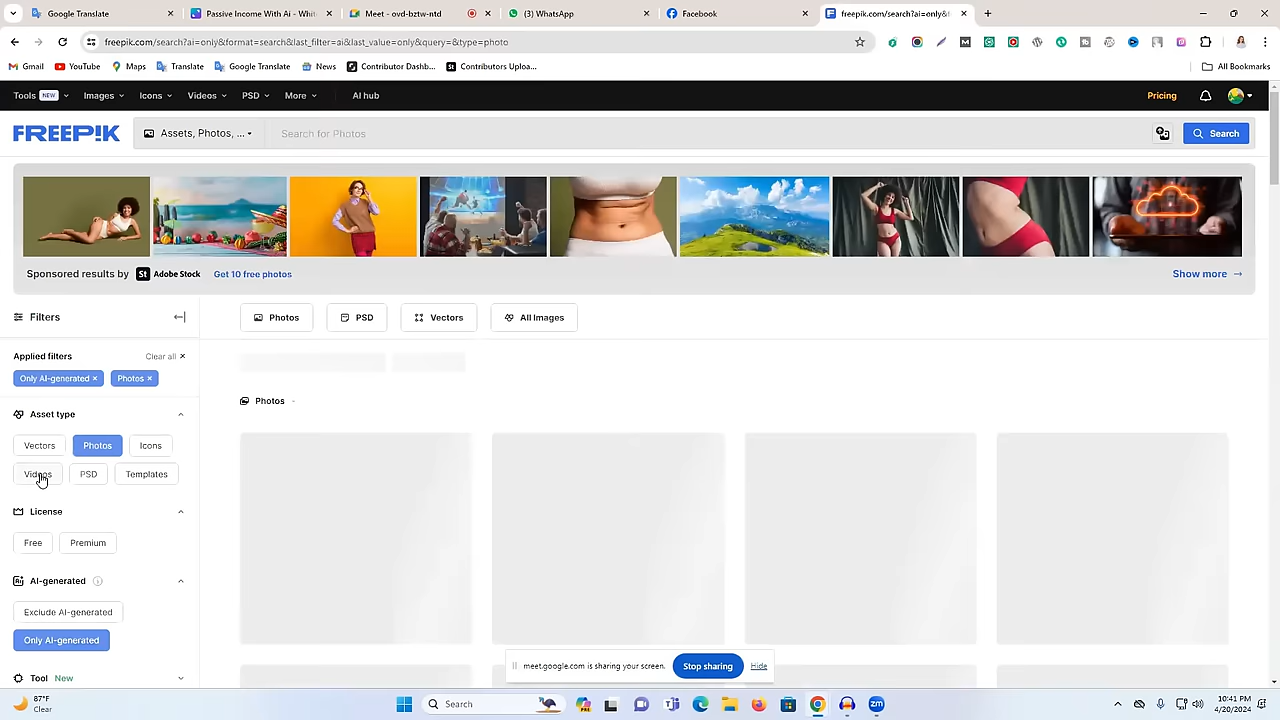 Google Translate
Passive Income With Ai - Whit
Meet - ovd-bztw-nhf
(3) WhatsApp
Facebook
freepik.com/search?ai=only&f
freepik.com/search?ai=only&format=search&last_filter=ai&last_value=only&query=&type=photo
Gmail YouTube Maps Translate Google Translate News Contributor Dashb... Contributors Uploa... All Bookmarks
Tools NEW Images Icons Videos PSD More AI hub Pricing
FREEPIK Assets, Photos, ... Search for Photos Search
Sponsored results by St Adobe Stock Get 10 free photos Show more →
Filters
Photos PSD Vectors All Images
Applied filters Clear all ×
Only AI-generated × Photos ×
Photos -
Asset type
Vectors Photos Icons
Videos PSD Templates
License
Free Premium
AI-generated
Exclude AI-generated
Only AI-generated
meet.google.com is sharing your screen. Stop sharing Hide
Tool New
87°F
Clear
Search
zm
10:41 PM
4/20/2024